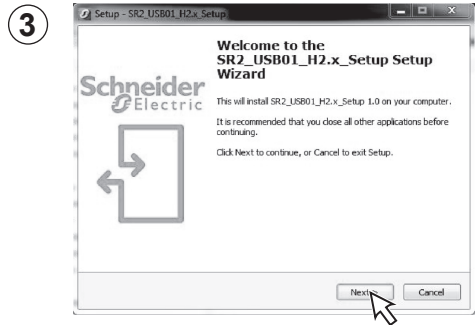 3
Setup - SR2_USB01_H2.x_Setup
Welcome to the
SR2_USB01_H2.x_Setup Setup
Wizard
Schneider
Electric
This will install SR2_USB01_H2.x_Setup 1.0 on your computer.
It is recommended that you close all other applications before
continuing.
Click Next to continue, or Cancel to exit Setup.
Next >
Cancel